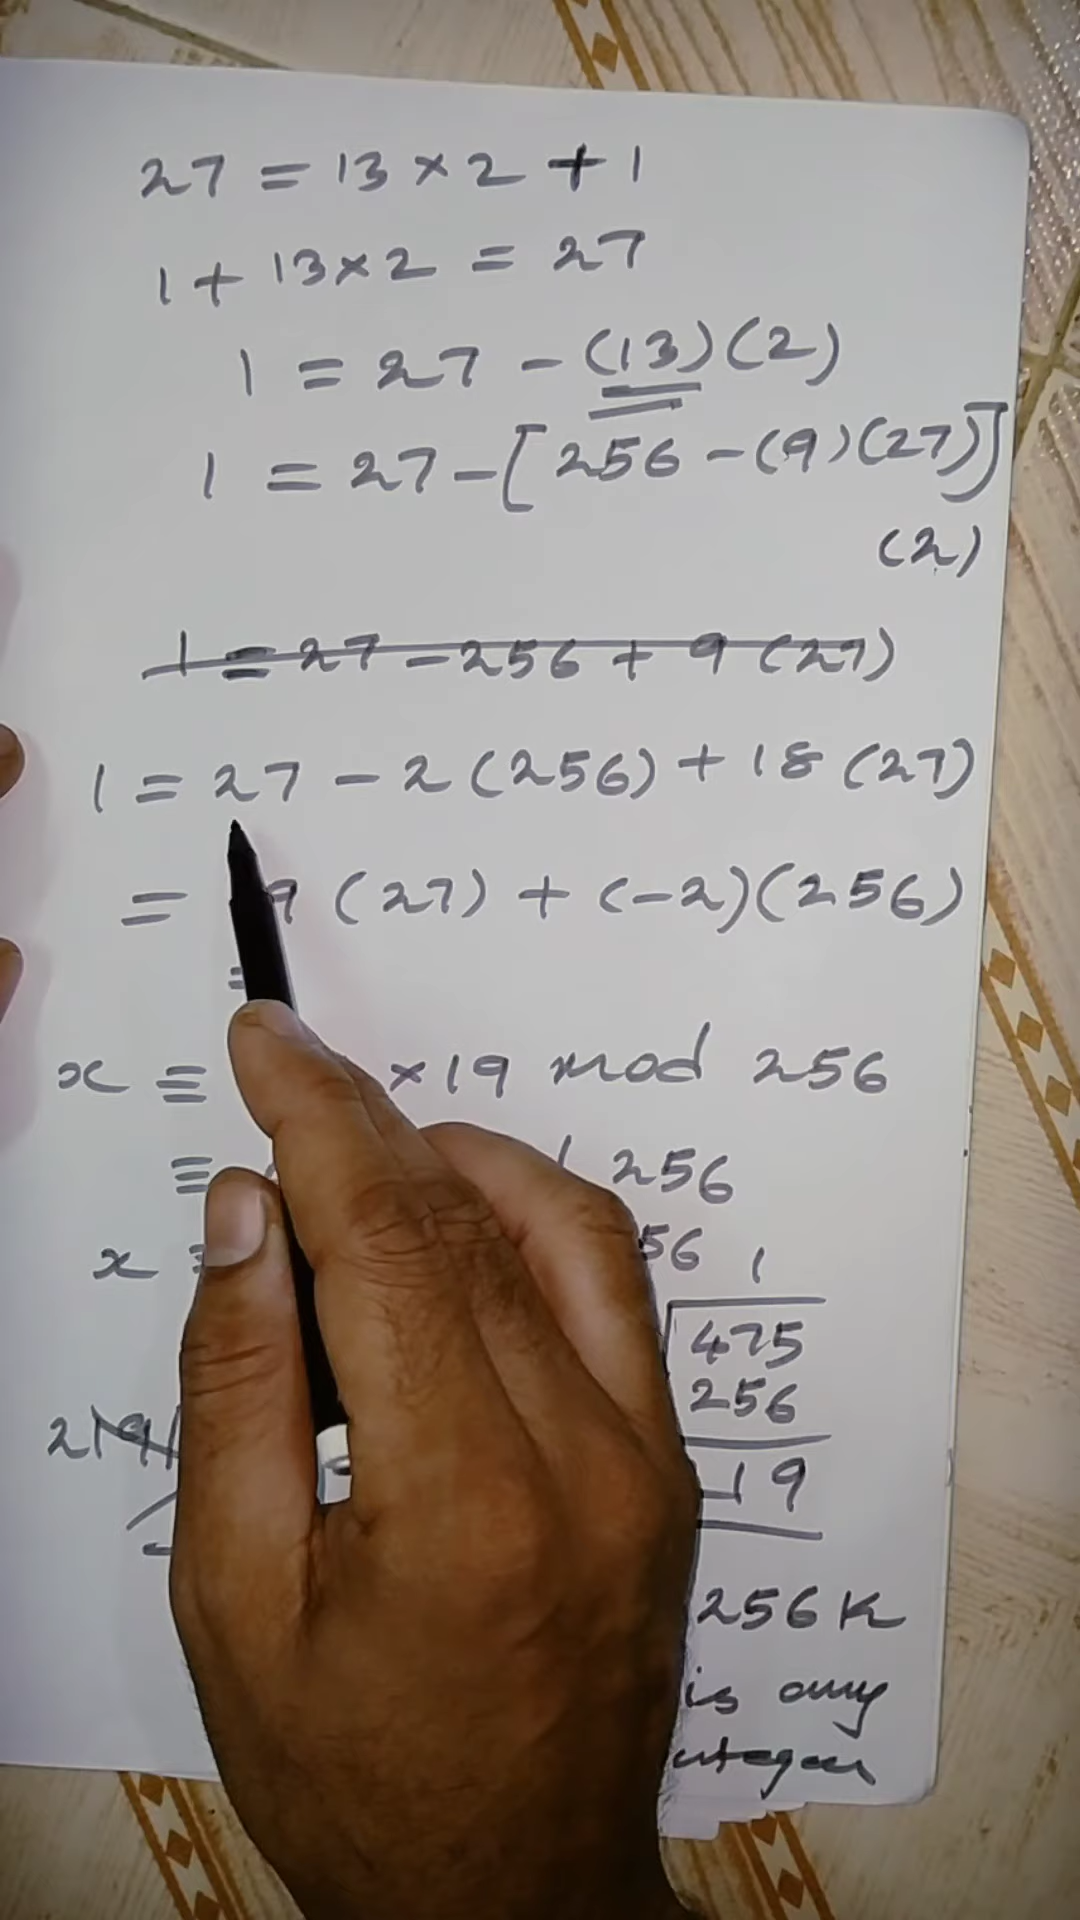 27 = 13 × 2 + 1
1 + 13 × 2 = 27
1 = 27 - (13)(2)
1 = 27 - [256 - (9)(27)]
(2)
1 = 27 - 256 + 9 (27)
1 = 27 - 2 (256) + 18 (27)
= 9 (27) + (-2)(256)
=
x ≡ × 19 mod 256
≡ 256
x 56
1
475
256
19
219
256 K
is any
integer